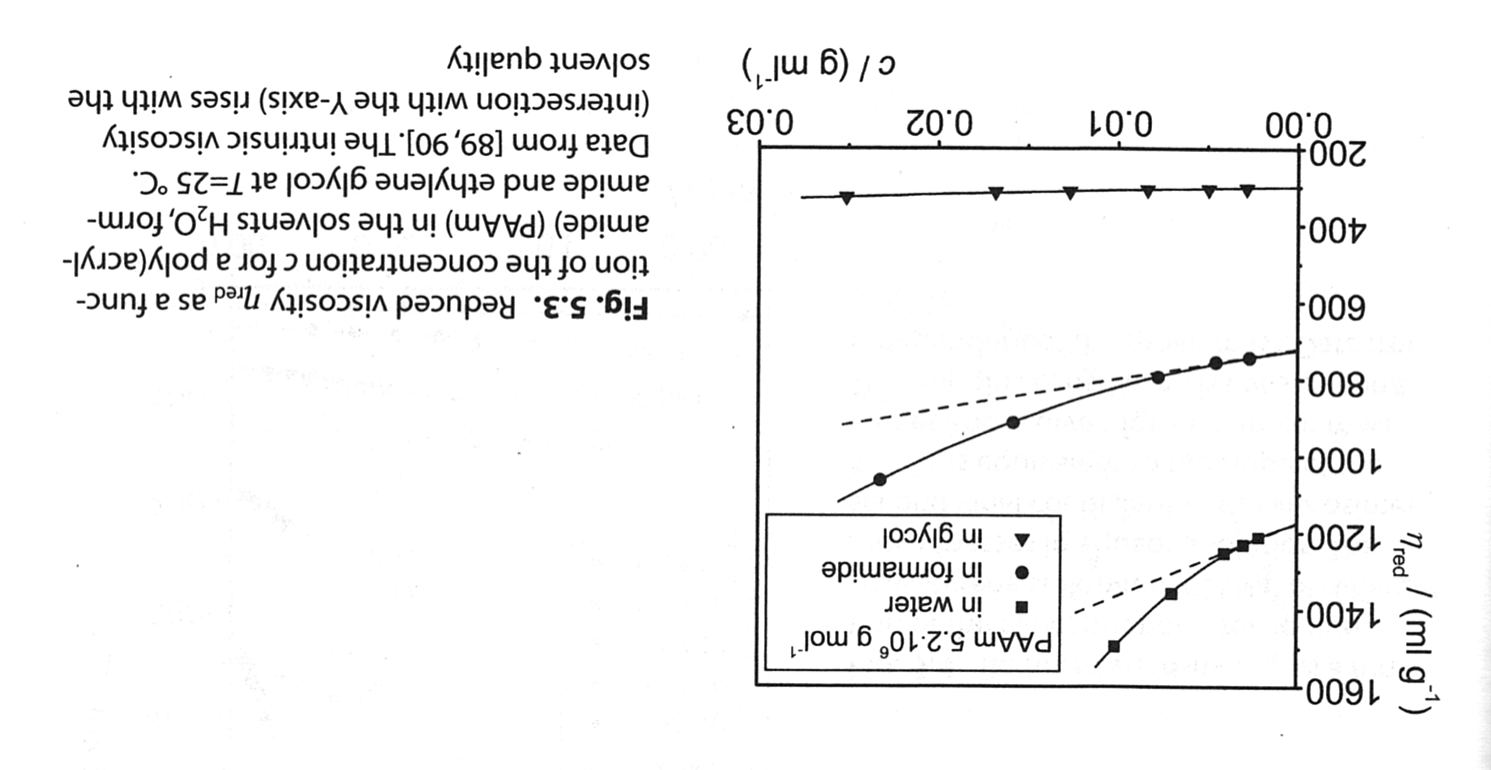 η_red / (ml g⁻¹)
1600
1400
1200
1000
800
600
400
200
PAAm 5.2·10⁶ g mol⁻¹
in water
in formamide
in glycol
0.00
0.01
0.02
0.03
c / (g ml⁻¹)
Fig. 5.3. Reduced viscosity η_red as a func-
tion of the concentration c for a poly(acryl-
amide) (PAAm) in the solvents H₂O, form-
amide and ethylene glycol at T=25 °C.
Data from [89, 90]. The intrinsic viscosity
(intersection with the Y-axis) rises with the
solvent quality